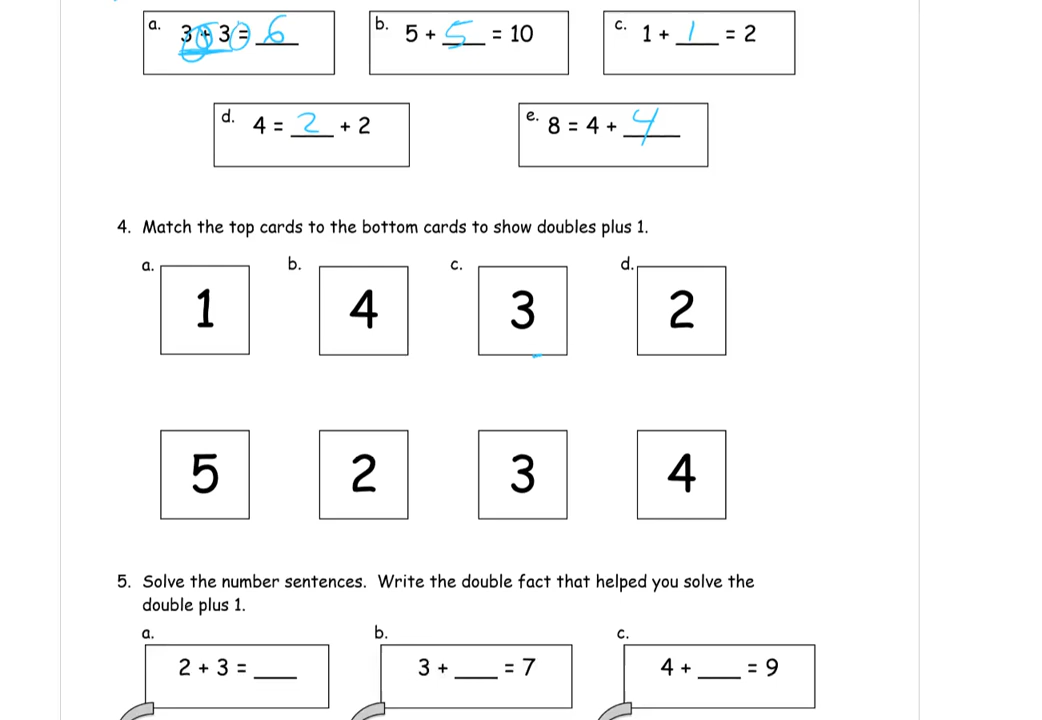 a. 3 + 3 = 6 b. 5 + 5 = 10 c. 1 + 1 = 2
d. 4 = 2 + 2 e. 8 = 4 + 4
4. Match the top cards to the bottom cards to show doubles plus 1.
a. b. c. d.
1 4 3 2
5 2 3 4
5. Solve the number sentences. Write the double fact that helped you solve the
double plus 1.
a. b. c.
2 + 3 = ___ 3 + ___ = 7 4 + ___ = 9